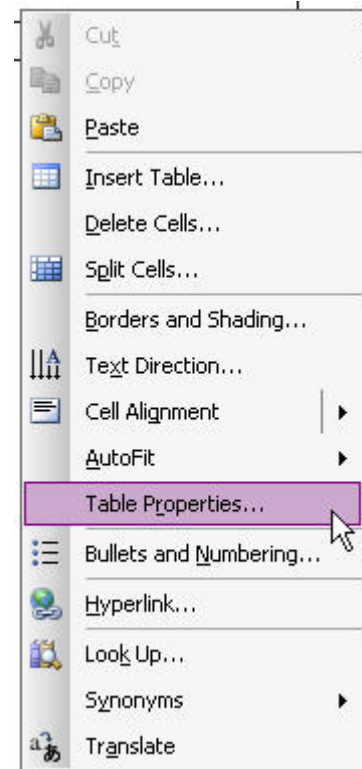 Cut
Copy
Paste
Insert Table...
Delete Cells...
Split Cells...
Borders and Shading...
Text Direction...
Cell Alignment
AutoFit
Table Properties...
Bullets and Numbering...
Hyperlink...
Look Up...
Synonyms
Translate